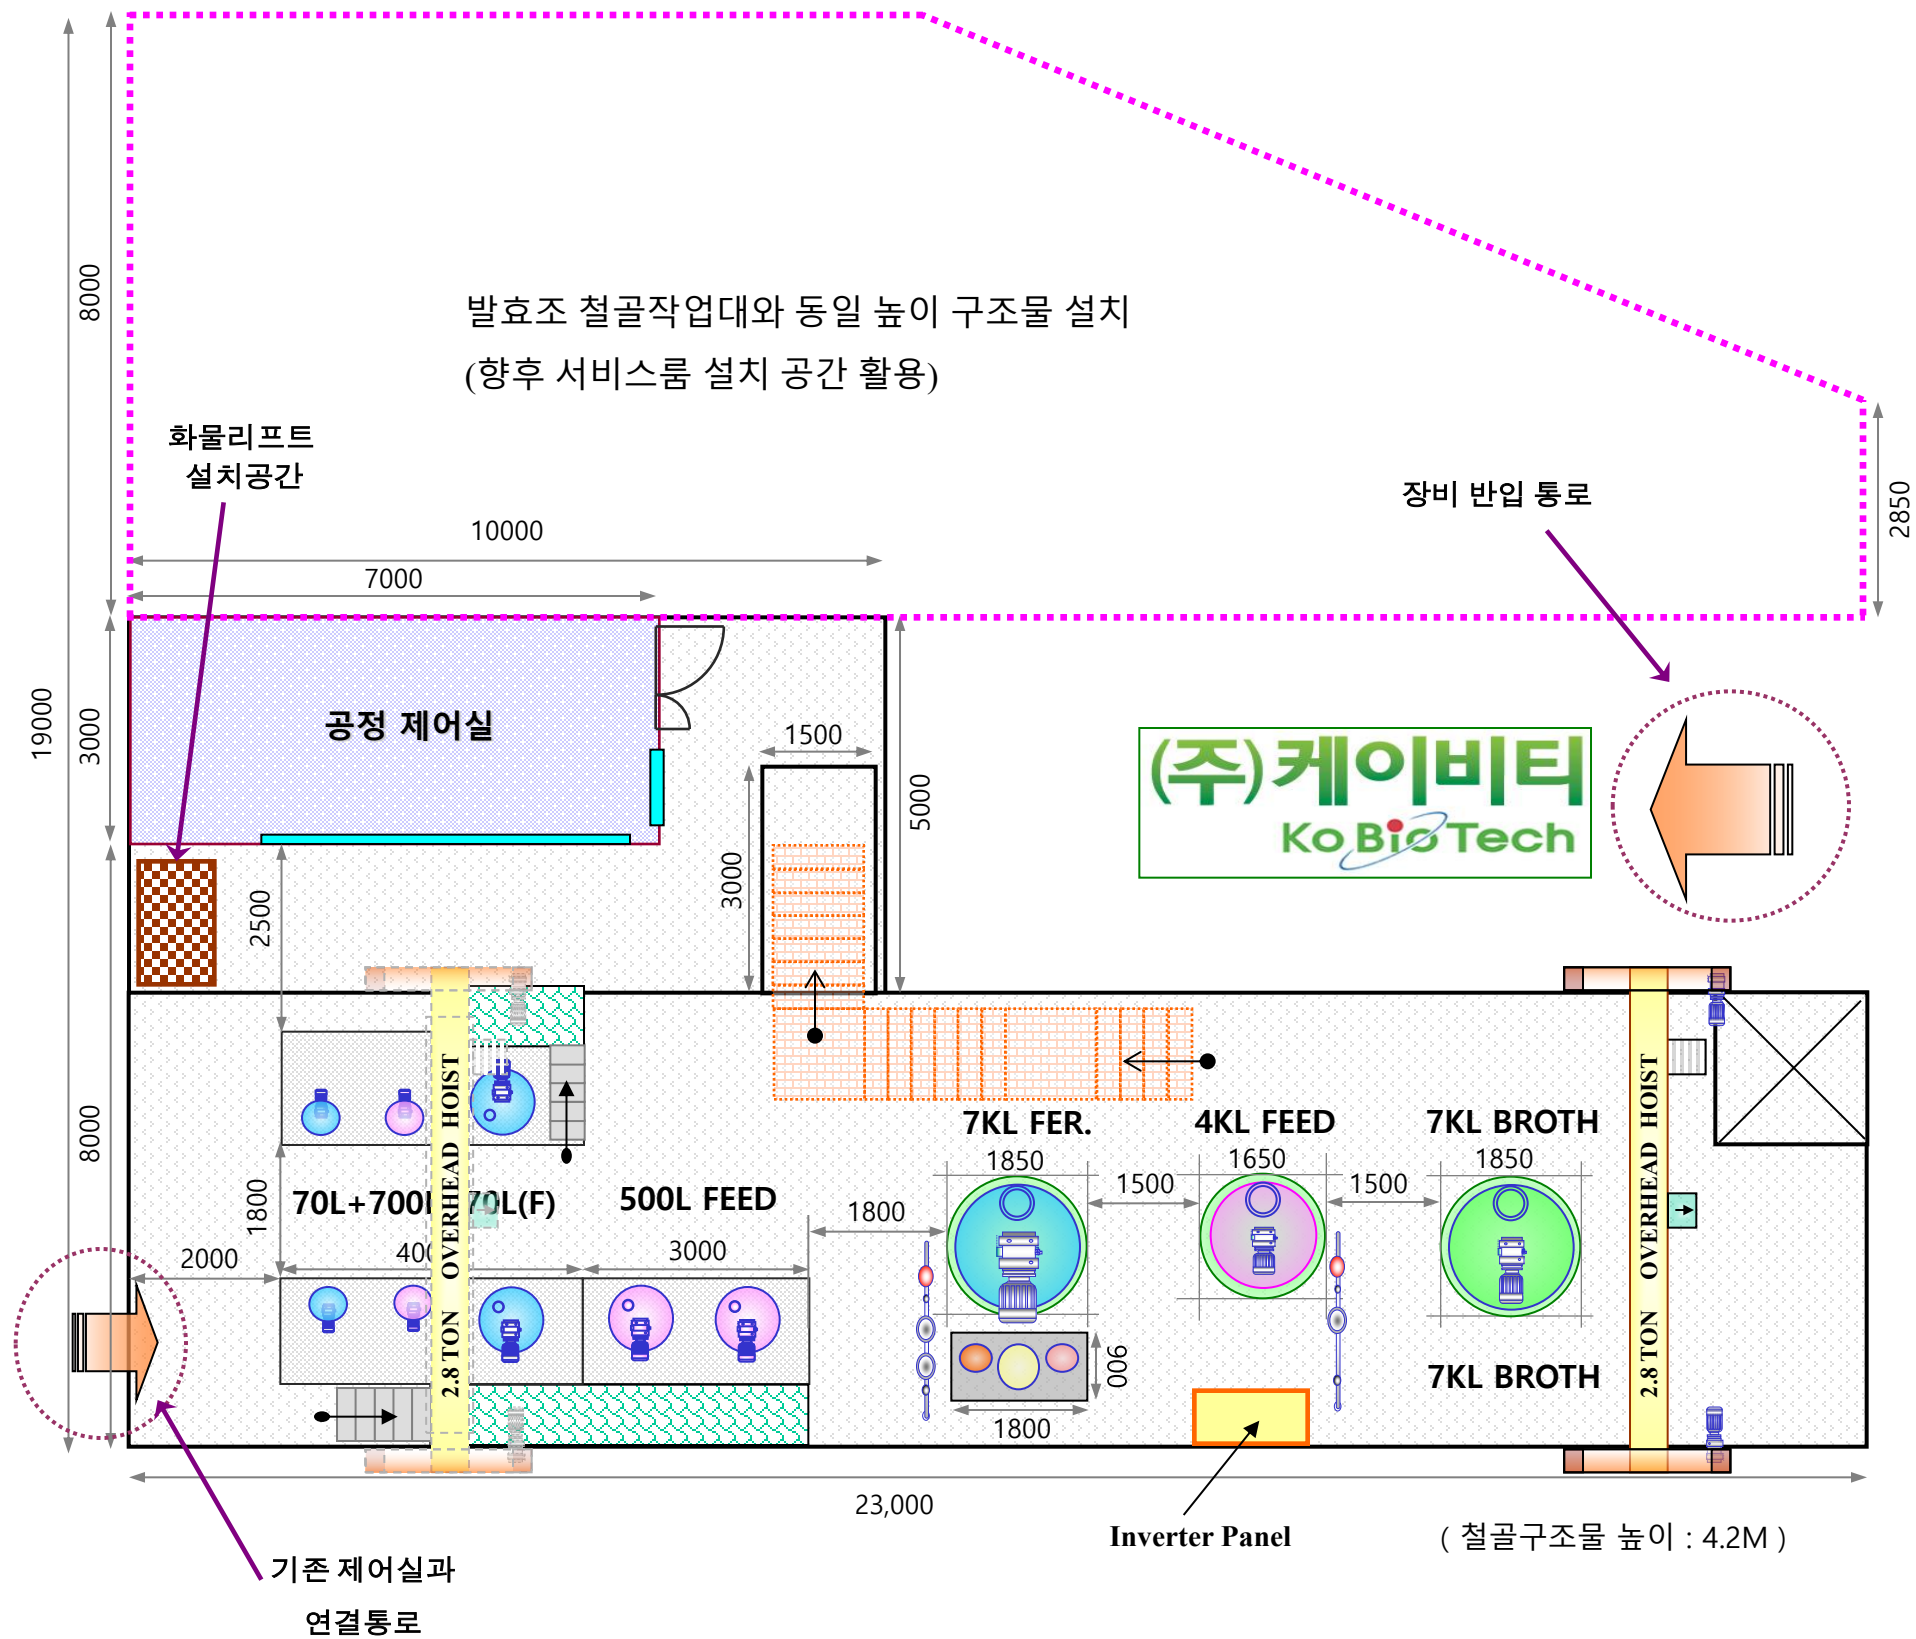 발효조 철골작업대와 동일 높이 구조물 설치
(향후 서비스룸 설치 공간 활용)
8000
화물리프트
설치공간
장비 반입 통로
2850
10000
7000
19000
3000
공정 제어실
1500
5000
3000
2500
(주)케이비티
KoBioTech
8000
7KL FER.
4KL FEED
7KL BROTH
1850
1650
1850
1500
1500
70L+700L
70L(F)
500L FEED
1800
1800
2000
3000
2.8 TON OVERHEAD HOIST
2.8 TON OVERHEAD HOIST
900
1800
7KL BROTH
23,000
Inverter Panel
( 철골구조물 높이 : 4.2M )
기존 제어실과
연결통로